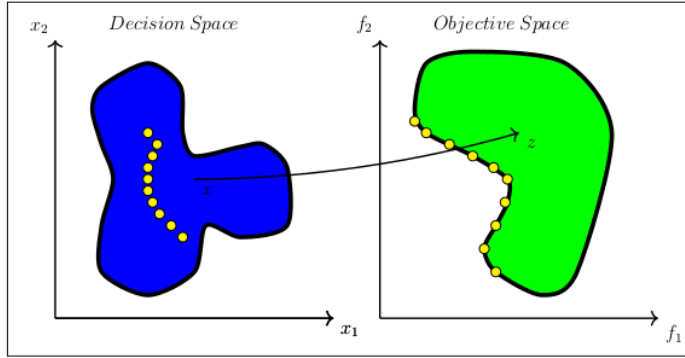 Decision Space
Objective Space
x₂
f₂
x
z
x₁
f₁